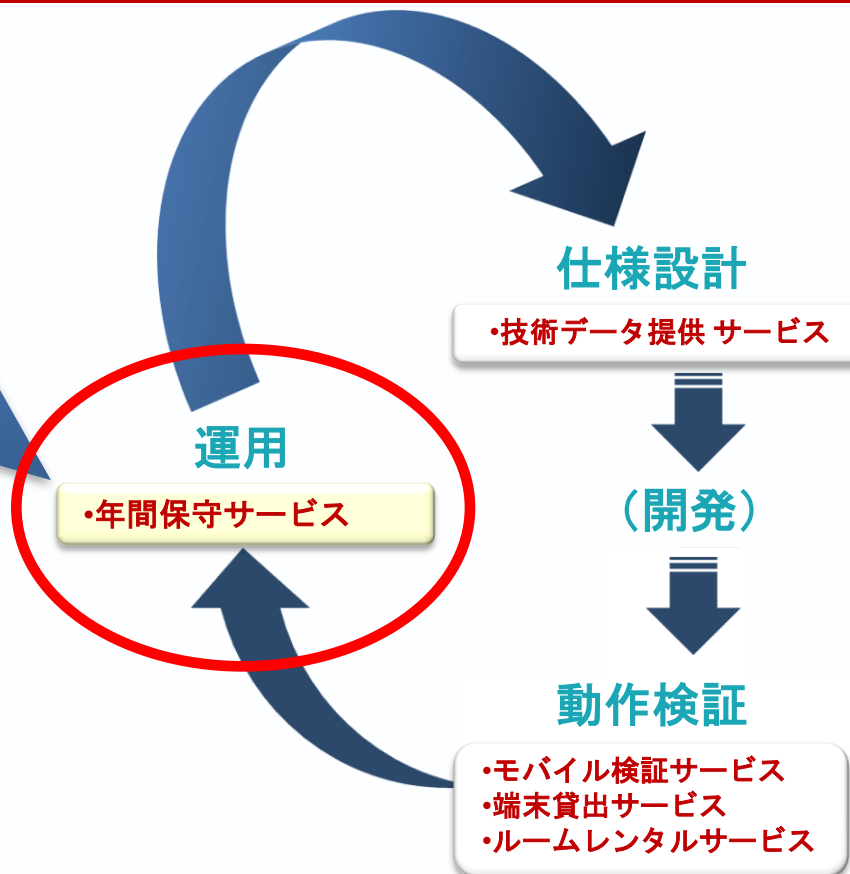 仕様設計
•技術データ提供 サービス
運用
•年間保守サービス
（開発）
動作検証
•モバイル検証サービス
•端末貸出サービス
•ルームレンタルサービス